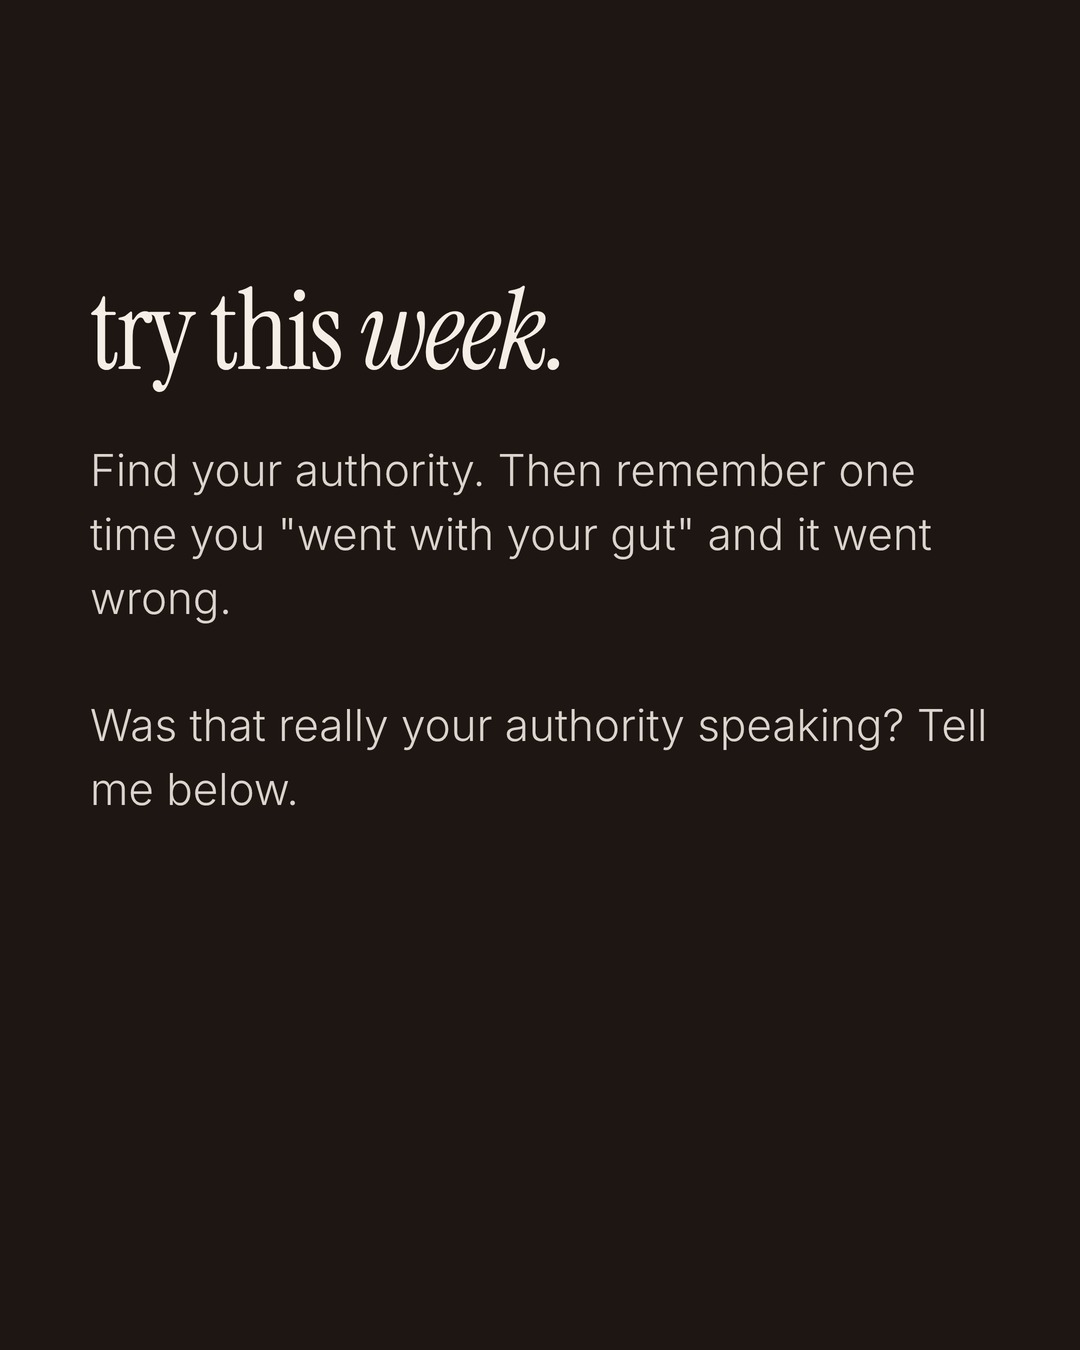 try this week.
Find your authority. Then remember one
time you "went with your gut" and it went
wrong.
Was that really your authority speaking? Tell
me below.